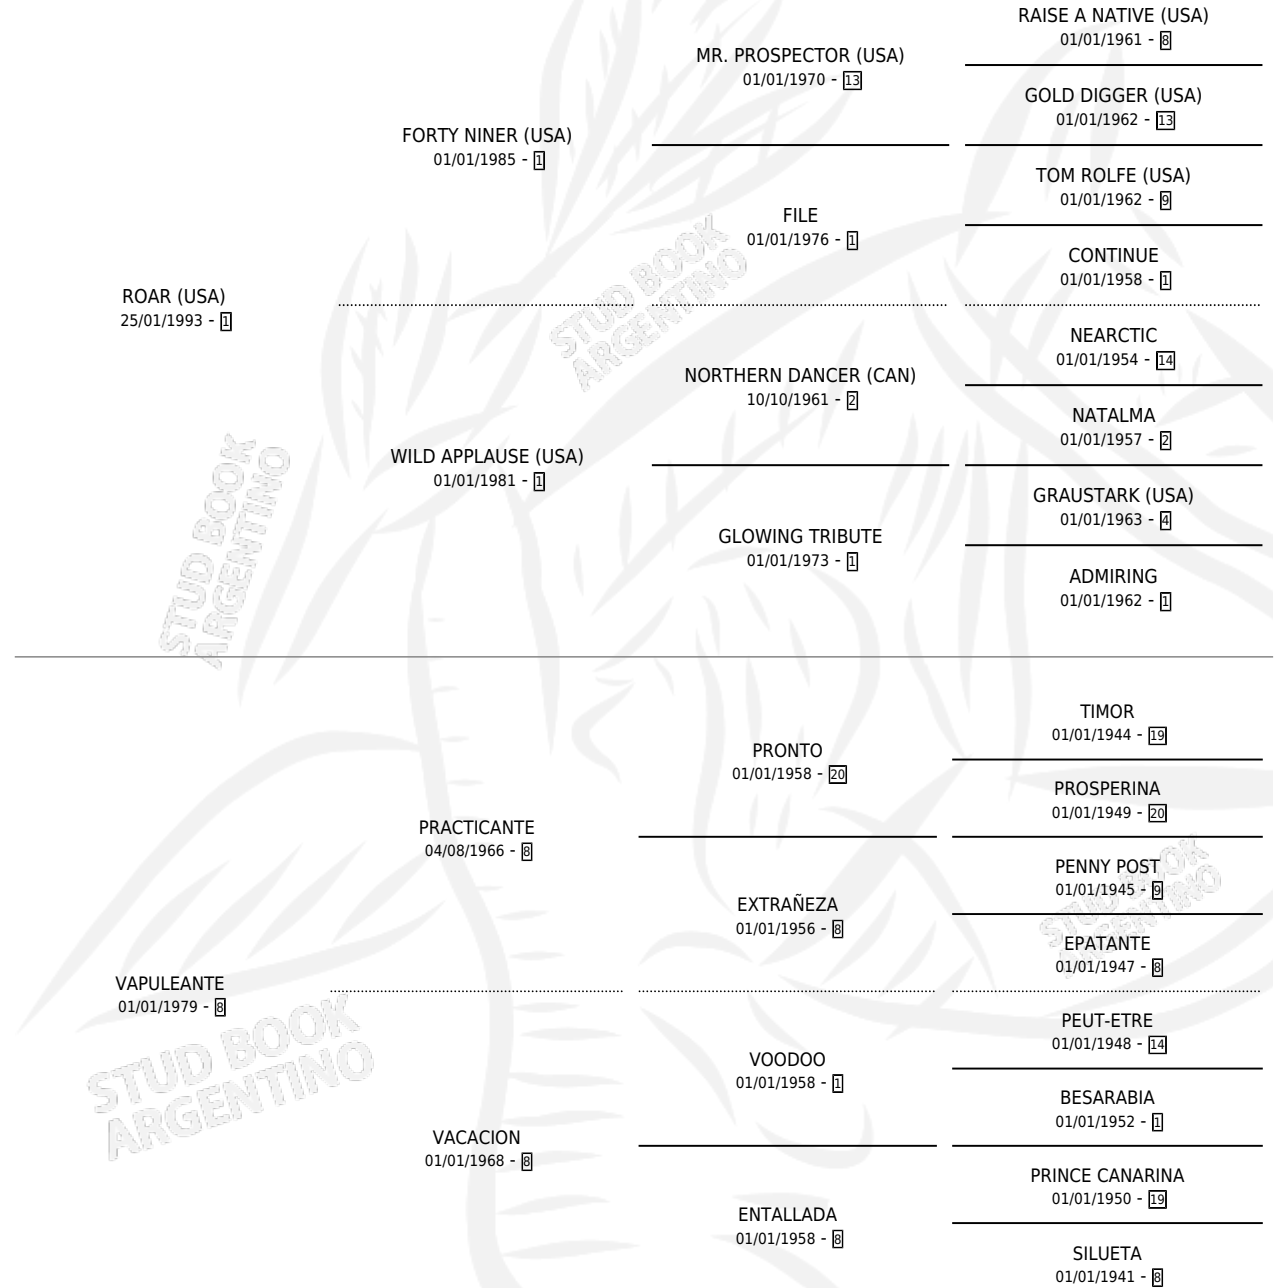 RAISE A NATIVE (USA)
01/01/1961 - 8
MR. PROSPECTOR (USA)
01/01/1970 - 13
GOLD DIGGER (USA)
01/01/1962 - 13
FORTY NINER (USA)
01/01/1985 - 1
TOM ROLFE (USA)
01/01/1962 - 9
FILE
01/01/1976 - 1
CONTINUE
01/01/1958 - 1
ROAR (USA)
25/01/1993 - 1
NEARCTIC
01/01/1954 - 14
NORTHERN DANCER (CAN)
10/10/1961 - 2
NATALMA
01/01/1957 - 2
WILD APPLAUSE (USA)
01/01/1981 - 1
GRAUSTARK (USA)
01/01/1963 - 4
GLOWING TRIBUTE
01/01/1973 - 1
ADMIRING
01/01/1962 - 1
TIMOR
01/01/1944 - 19
PRONTO
01/01/1958 - 20
PROSPERINA
01/01/1949 - 20
PRACTICANTE
04/08/1966 - 8
PENNY POST
01/01/1945 - 9
EXTRAÑEZA
01/01/1956 - 8
EPATANTE
01/01/1947 - 8
VAPULEANTE
01/01/1979 - 8
PEUT-ETRE
01/01/1948 - 14
VOODOO
01/01/1958 - 1
BESARABIA
01/01/1952 - 1
VACACION
01/01/1968 - 8
PRINCE CANARINA
01/01/1950 - 19
ENTALLADA
01/01/1958 - 8
SILUETA
01/01/1941 - 8
STUD BOOK
ARGENTINO
STUD BOOK
ARGENTINO
STUD BOOK
ARGENTINO
STUD BOOK
ARGENTINO